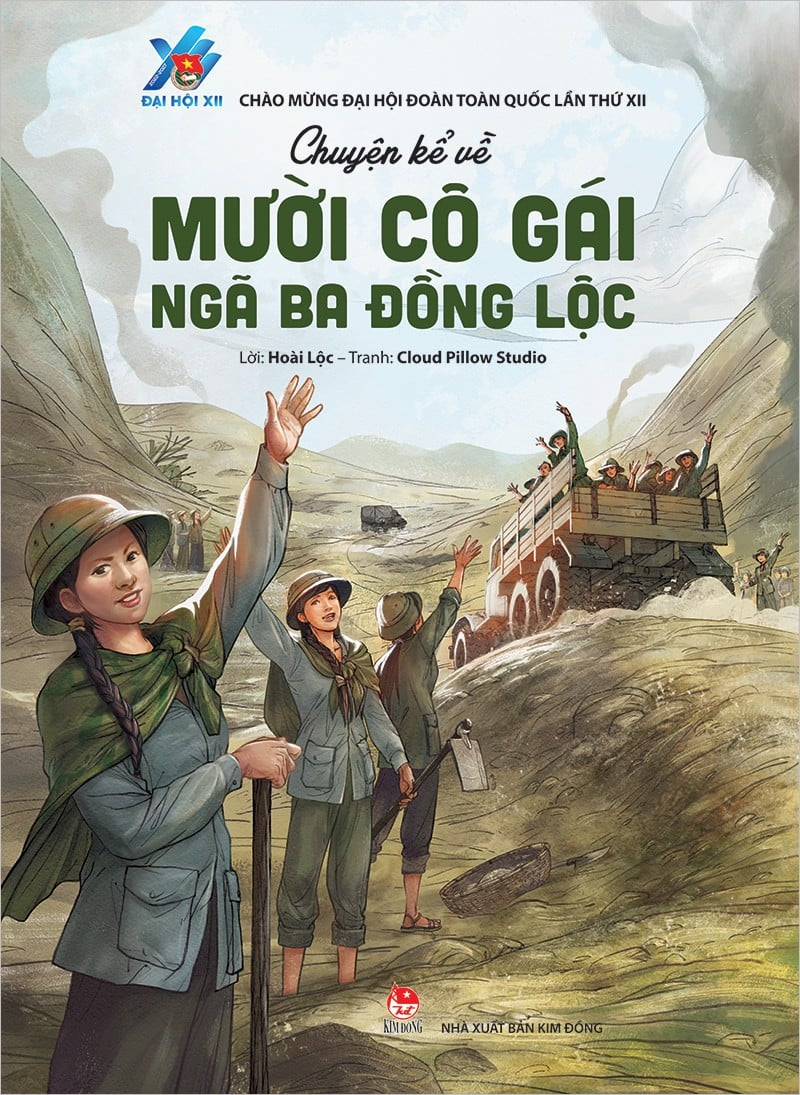 ĐẠI HỘI XII
CHÀO MỪNG ĐẠI HỘI ĐOÀN TOÀN QUỐC LẦN THỨ XII
Chuyện kể về
MƯỜI CÔ GÁI
NGÃ BA ĐỒNG LỘC
Lời: Hoài Lộc – Tranh: Cloud Pillow Studio
KIM ĐỒNG
NHÀ XUẤT BẢN KIM ĐỒNG